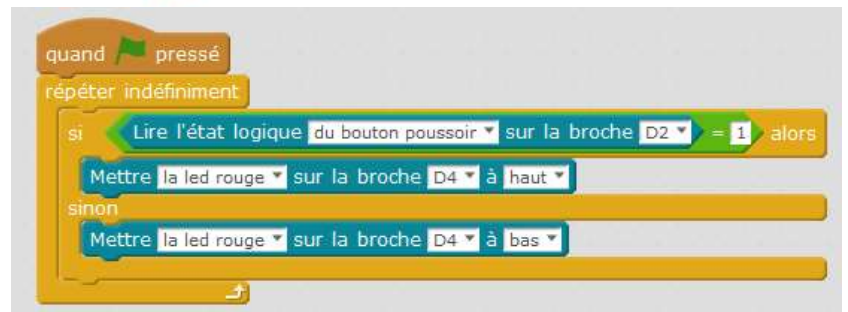 quand pressé
répéter indéfiniment
si Lire l'état logique du bouton poussoir sur la broche D2 = 1 alors
Mettre la led rouge sur la broche D4 à haut
sinon
Mettre la led rouge sur la broche D4 à bas